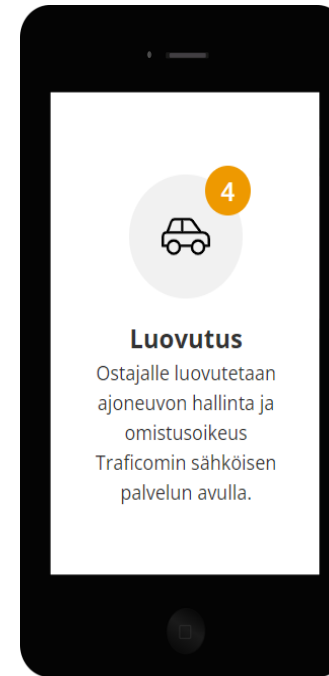 4
Luovutus
Ostajalle luovutetaan
ajoneuvon hallinta ja
omistusoikeus
Traficomin sähköisen
palvelun avulla.